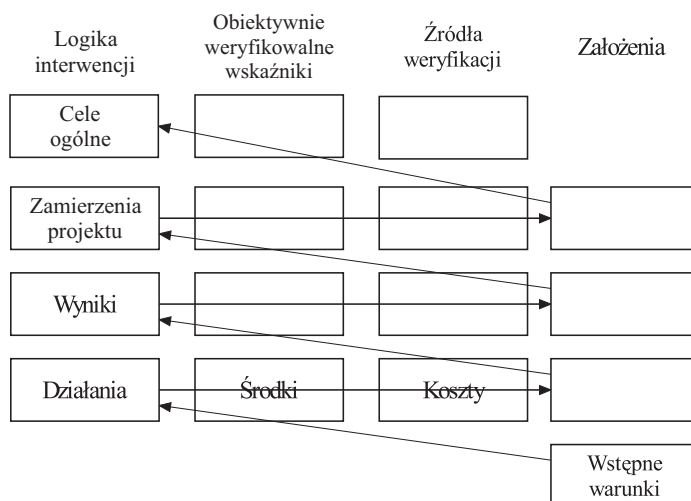 Logika
interwencji
Obiektywnie
weryfikowalne
wskaźniki
Źródła
weryfikacji
Założenia
Cele
ogólne
Zamierzenia
projektu
Wyniki
Działania
Środki
Koszty
Wstępne
warunki